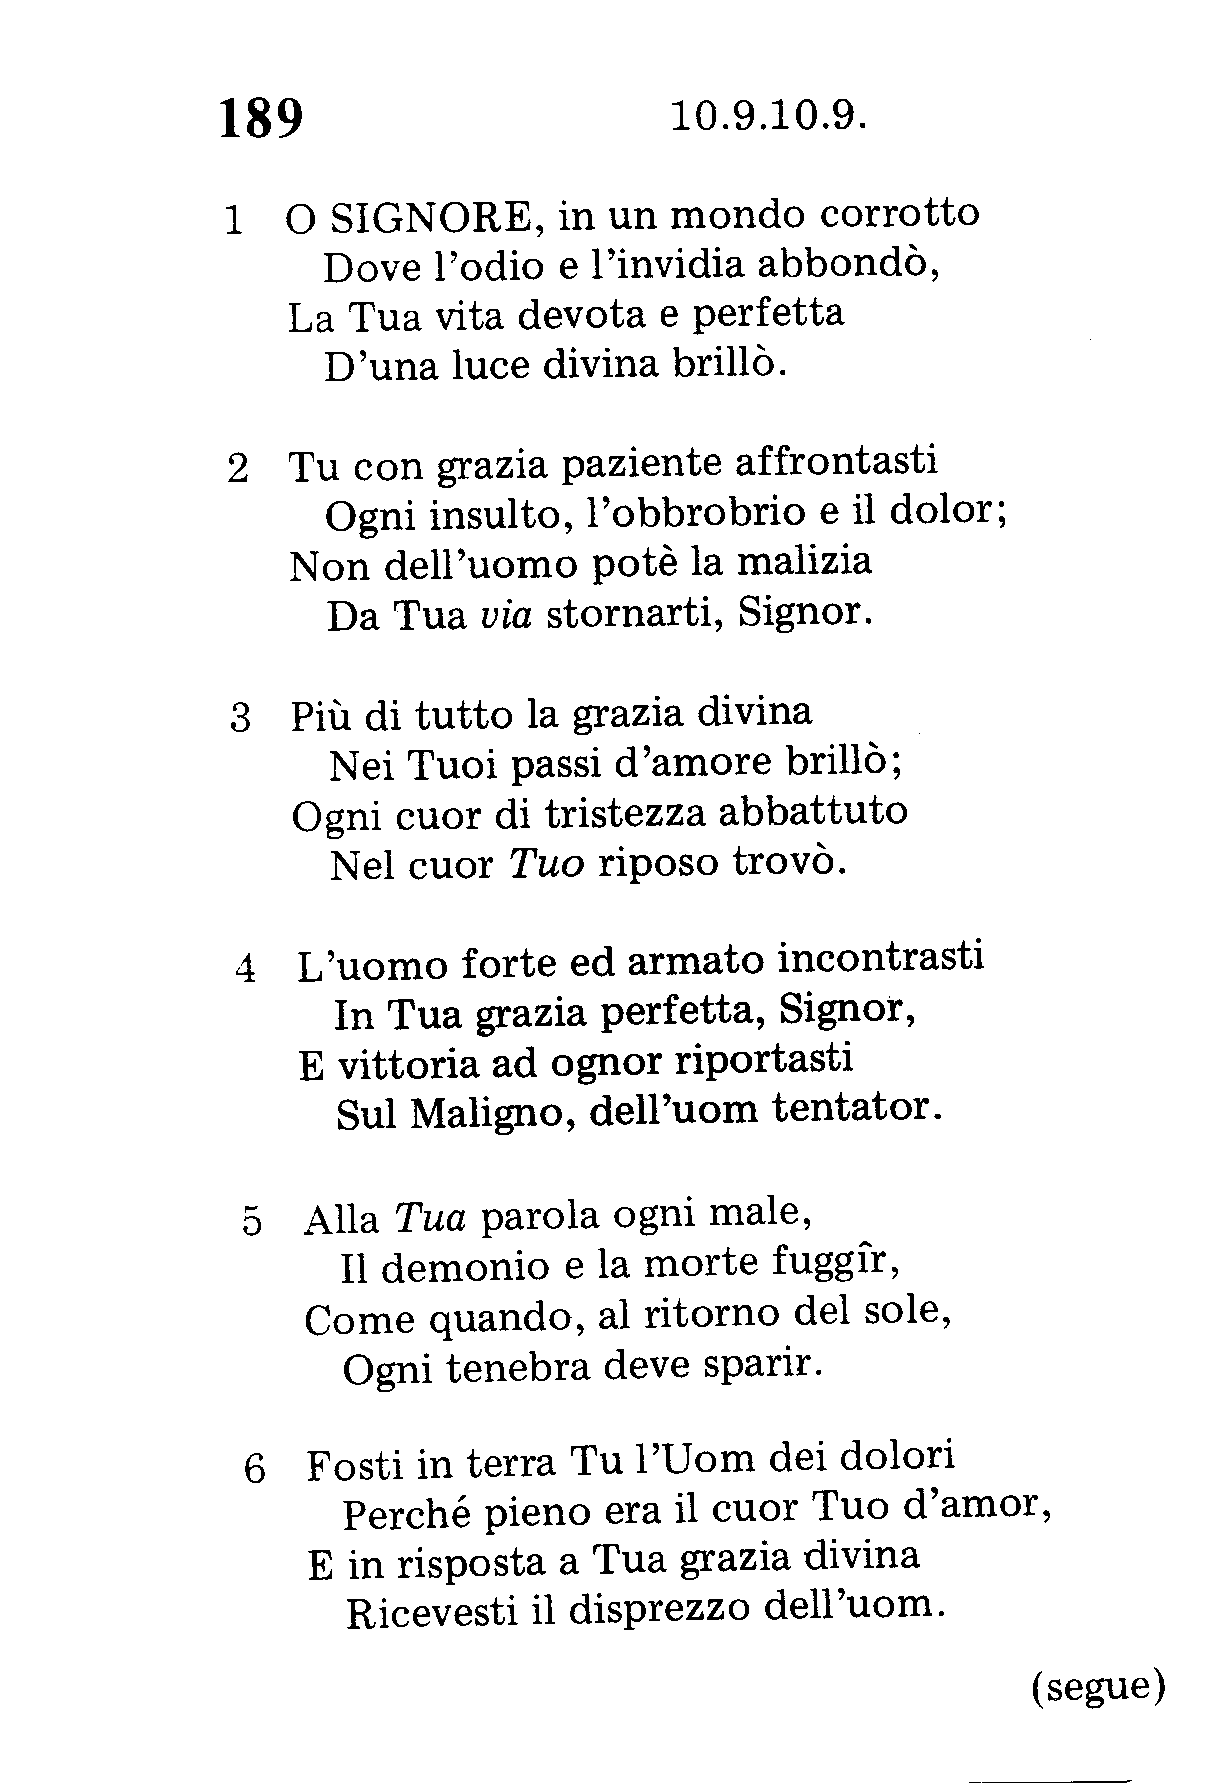 189 10.9.10.9.
1 O SIGNORE, in un mondo corrotto
Dove l’odio e l’invidia abbondò,
La Tua vita devota e perfetta
D’una luce divina brillò.
2 Tu con grazia paziente affrontasti
Ogni insulto, l’obbrobrio e il dolor;
Non dell’uomo potè la malizia
Da Tua via stornarti, Signor.
3 Più di tutto la grazia divina
Nei Tuoi passi d’amore brillò;
Ogni cuor di tristezza abbattuto
Nel cuor Tuo riposo trovò.
4 L’uomo forte ed armato incontrasti
In Tua grazia perfetta, Signor,
E vittoria ad ognor riportasti
Sul Maligno, dell’uom tentator.
5 Alla Tua parola ogni male,
Il demonio e la morte fuggîr,
Come quando, al ritorno del sole,
Ogni tenebra deve sparir.
6 Fosti in terra Tu l’Uom dei dolori
Perché pieno era il cuor Tuo d’amor,
E in risposta a Tua grazia divina
Ricevesti il disprezzo dell’uom.
(segue)